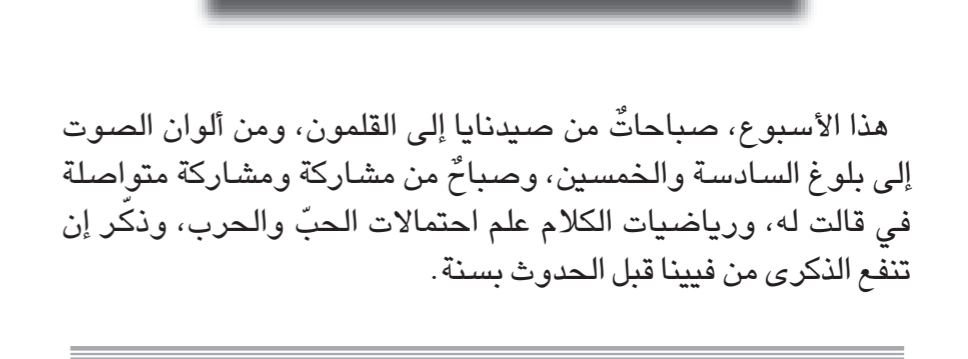 هذا الأسبوع، صباحاتٌ من صيدنايا إلى القلمون، ومن ألوان الصوت
إلى بلوغ السادسة والخمسين، وصباحٌ من مشاركة ومشاركة متواصلة
في قالت له، ورياضيات الكلام علم احتمالات الحبّ والحرب، وذكّر إن
تنفع الذكرى من فيينا قبل الحدوث بسنة.